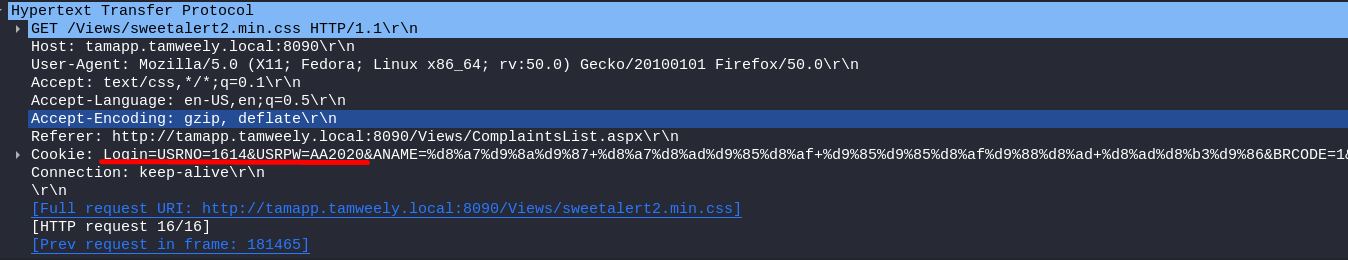 Hypertext Transfer Protocol
GET /Views/sweetalert2.min.css HTTP/1.1\r\n
Host: tamapp.tamweely.local:8090\r\n
User-Agent: Mozilla/5.0 (X11; Fedora; Linux x86_64; rv:50.0) Gecko/20100101 Firefox/50.0\r\n
Accept: text/css,*/*;q=0.1\r\n
Accept-Language: en-US,en;q=0.5\r\n
Accept-Encoding: gzip, deflate\r\n
Referer: http://tamapp.tamweely.local:8090/Views/ComplaintsList.aspx\r\n
Cookie: Login=USRNO=1614&USRPW=AA2020&ANAME=%d8%a7%d9%8a%d9%87+%d8%a7%d8%ad%d9%85%d8%af+%d9%85%d9%85%d8%af%d9%88%d8%ad+%d8%ad%d8%b3%d9%86&BRCODE=1&
Connection: keep-alive\r\n
\r\n
[Full request URI: http://tamapp.tamweely.local:8090/Views/sweetalert2.min.css]
[HTTP request 16/16]
[Prev request in frame: 181465]